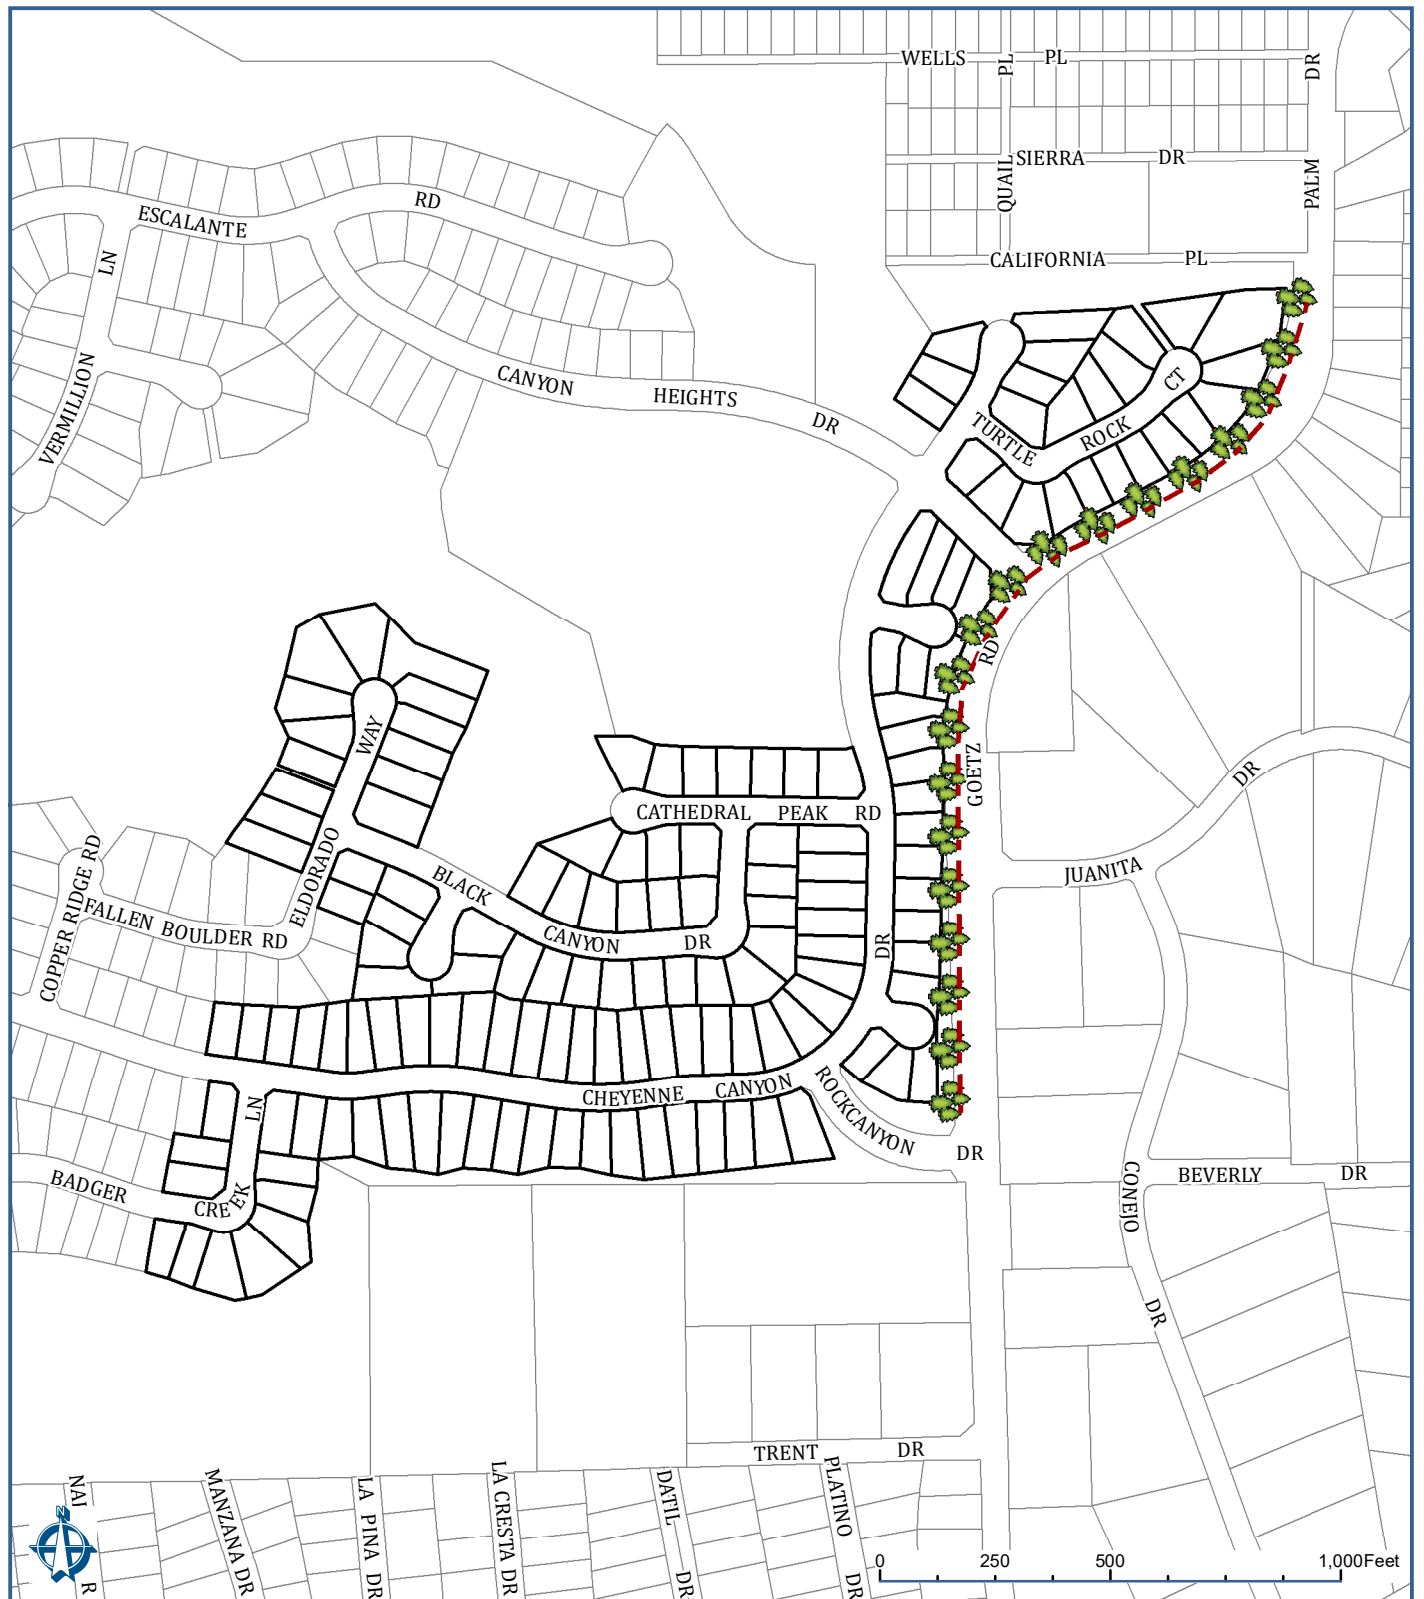 WELLS PL
PL
DR
SIERRA DR
QUAIL
PALM
CALIFORNIA PL
ESCALANTE RD
LN
VERMILLION
CANYON HEIGHTS DR
TURTLE ROCK CT
RD
GOETZ
WAY
ELDORADO
CATHEDRAL PEAK RD
DR
JUANITA
BLACK CANYON DR
COPPER RIDGE RD
FALLEN BOULDER RD
DR
CHEYENNE CANYON
ROCKCANYON DR
LN
CREEK
BADGER
CONEJO
DR
BEVERLY DR
TRENT DR
NAI
R
MANZANA DR
LA PINA DR
LA CRESTA DR
DATIL DR
PLATINO DR
N
0 250 500 1,000 Feet